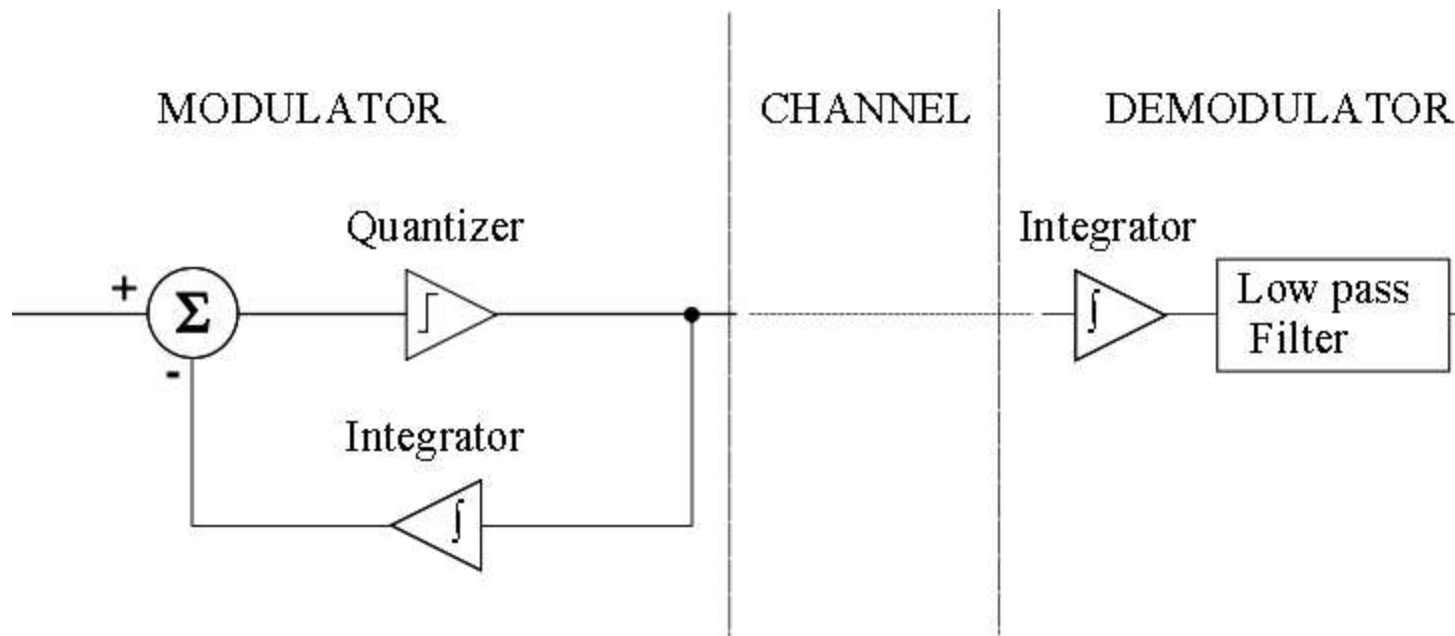 MODULATOR
CHANNEL
DEMODULATOR
Quantizer
Integrator
+
Σ
-
Low pass
Filter
Integrator
∫
∫